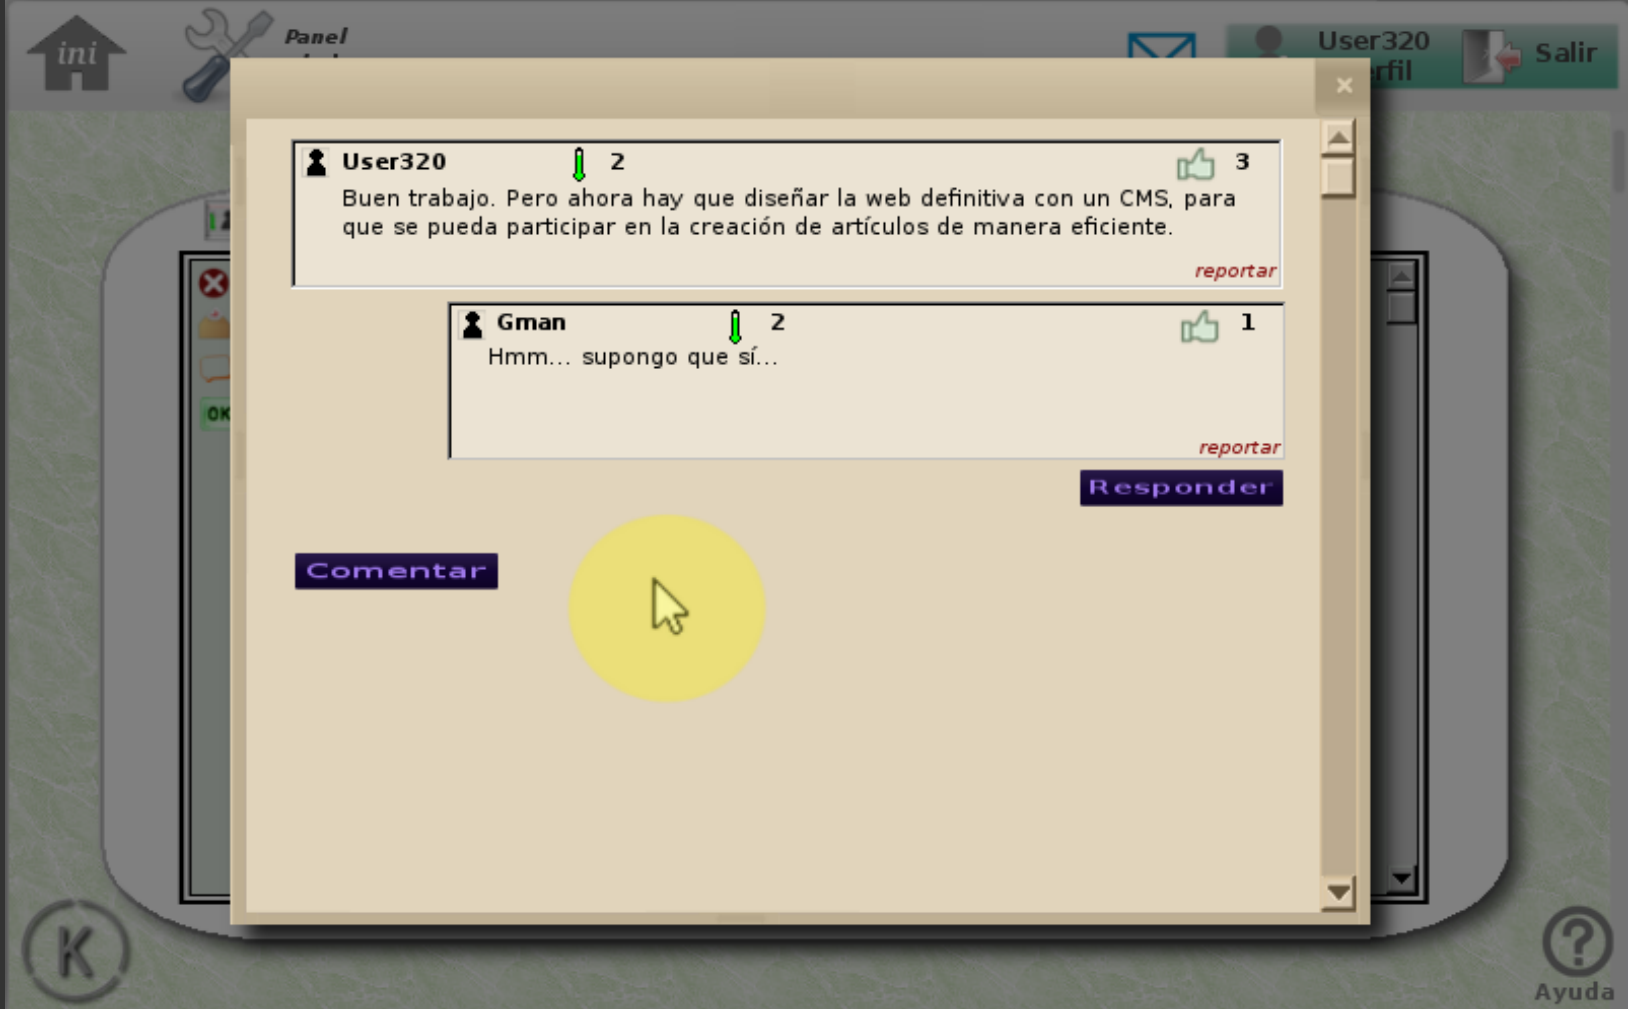 ini
Panel
User320
erfil
Salir
×
User320 2 3
Buen trabajo. Pero ahora hay que diseñar la web definitiva con un CMS, para
que se pueda participar en la creación de artículos de manera eficiente.
reportar
Gman 2 1
Hmm... supongo que sí...
reportar
Responder
Comentar
OK
K
?
Ayuda